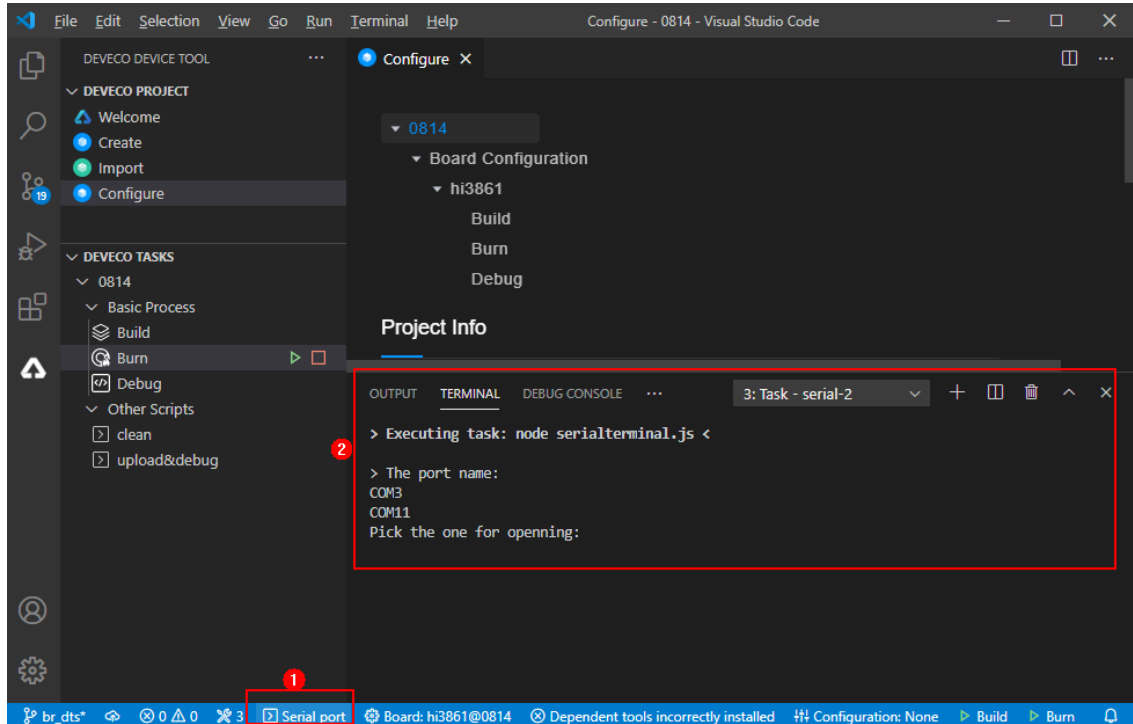 File Edit Selection View Go Run Terminal Help Configure - 0814 - Visual Studio Code
DEVECO DEVICE TOOL
DEVECO PROJECT
Welcome
Create
Import
Configure
19
DEVECO TASKS
0814
Basic Process
Build
Burn
Debug
Other Scripts
clean
upload&debug
Configure
0814
Board Configuration
hi3861
Build
Burn
Debug
Project Info
OUTPUT TERMINAL DEBUG CONSOLE ... 3: Task - serial-2
2
> Executing task: node serialterminal.js <
> The port name:
COM3
COM11
Pick the one for openning:
1
br_dts* 0 0 3 Serial port Board: hi3861@0814 Dependent tools incorrectly installed Configuration: None Build Burn